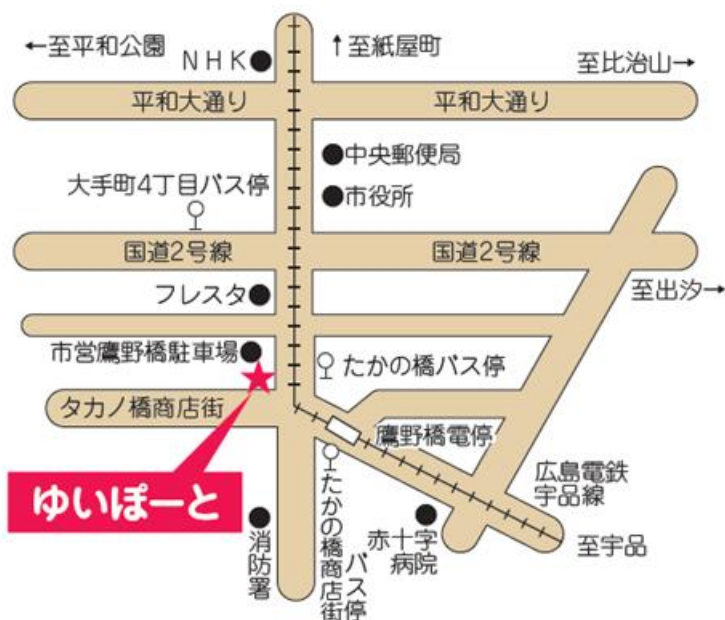 ←至平和公園
↑至紙屋町
NHK
至比治山→
平和大通り
平和大通り
中央郵便局
大手町4丁目バス停
市役所
国道2号線
国道2号線
フレスタ
至出汐→
市営鷹野橋駐車場
たかの橋バス停
タカノ橋商店街
鷹野橋電停
ゆいぽーと
広島電鉄
宇品線
たかの橋商店街
バス停
消防署
赤十字
病院
至宇品